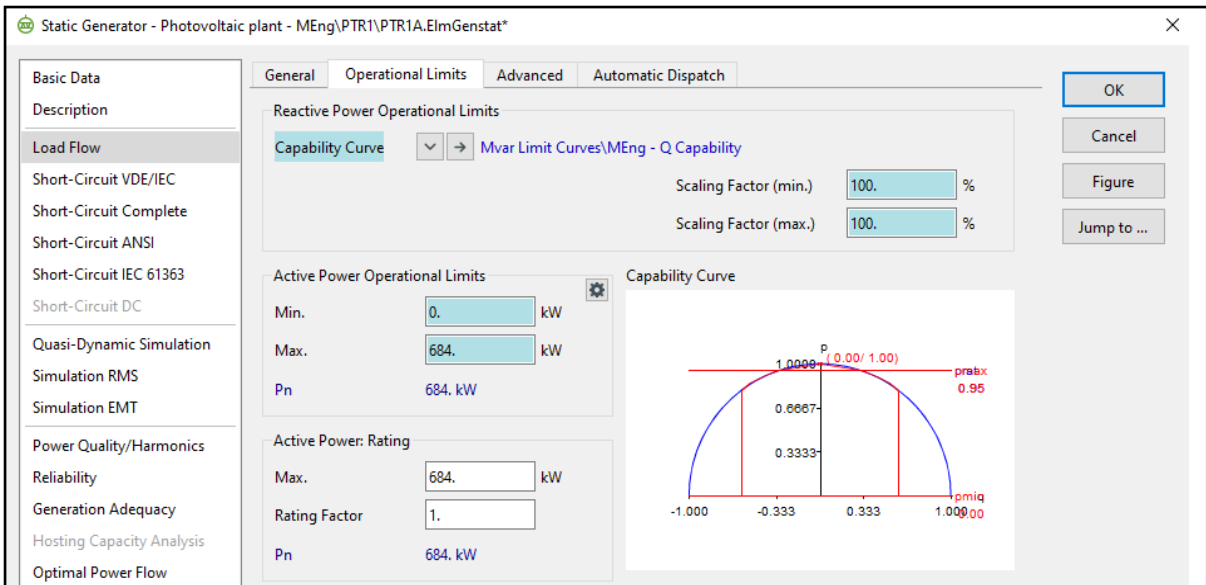 Static Generator - Photovoltaic plant - MEng\PTR1\PTR1A.ElmGenstat*
Basic Data
Description
Load Flow
Short-Circuit VDE/IEC
Short-Circuit Complete
Short-Circuit ANSI
Short-Circuit IEC 61363
Short-Circuit DC
Quasi-Dynamic Simulation
Simulation RMS
Simulation EMT
Power Quality/Harmonics
Reliability
Generation Adequacy
Hosting Capacity Analysis
Optimal Power Flow
General Operational Limits Advanced Automatic Dispatch
Reactive Power Operational Limits
Capability Curve Mvar Limit Curves\MEng - Q Capability
Scaling Factor (min.) 100. %
Scaling Factor (max.) 100. %
Active Power Operational Limits
Min. 0. kW
Max. 684. kW
Pn 684. kW
Active Power: Rating
Max. 684. kW
Rating Factor 1.
Pn 684. kW
Capability Curve
p
( 0.00/ 1.00)
1.0000
0.95
0.6667
0.3333
-1.000 -0.333 0.333 1.000
0.00
OK
Cancel
Figure
Jump to ...